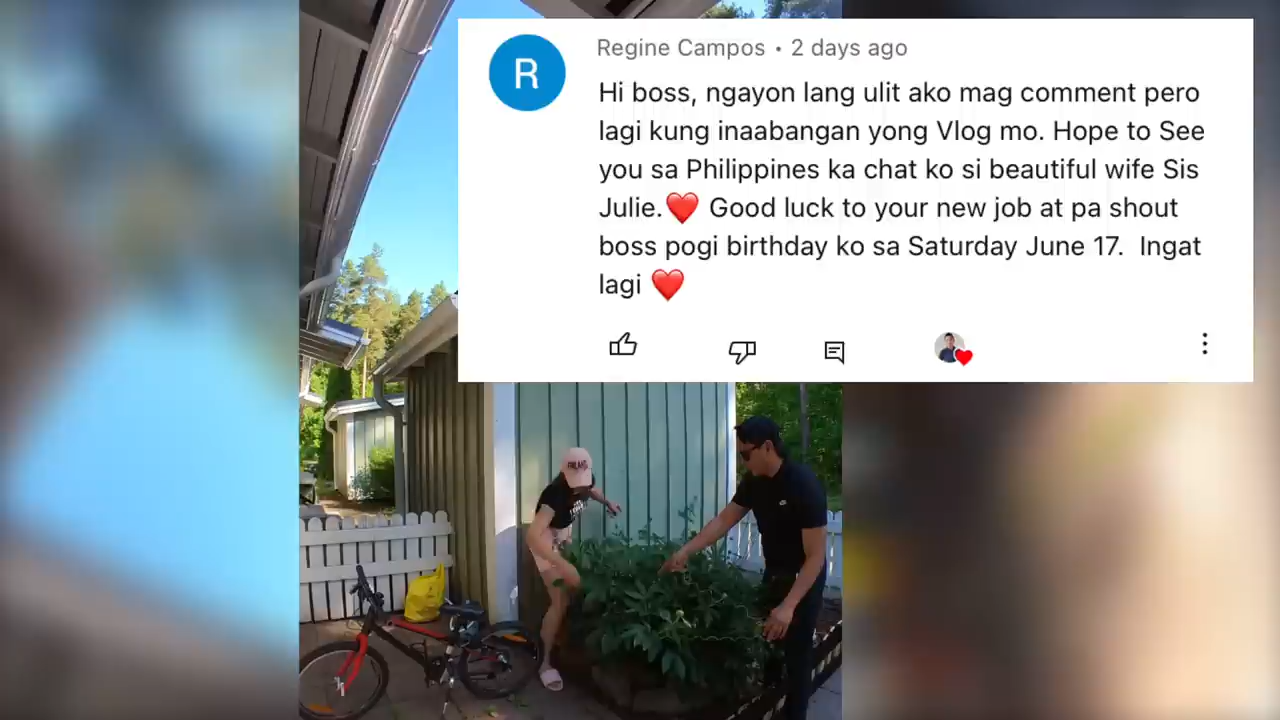 Regine Campos • 2 days ago
R
Hi boss, ngayon lang ulit ako mag comment pero
lagi kung inaabangan yong Vlog mo. Hope to See
you sa Philippines ka chat ko si beautiful wife Sis
Julie.❤️ Good luck to your new job at pa shout
boss pogi birthday ko sa Saturday June 17.  Ingat
lagi ❤️